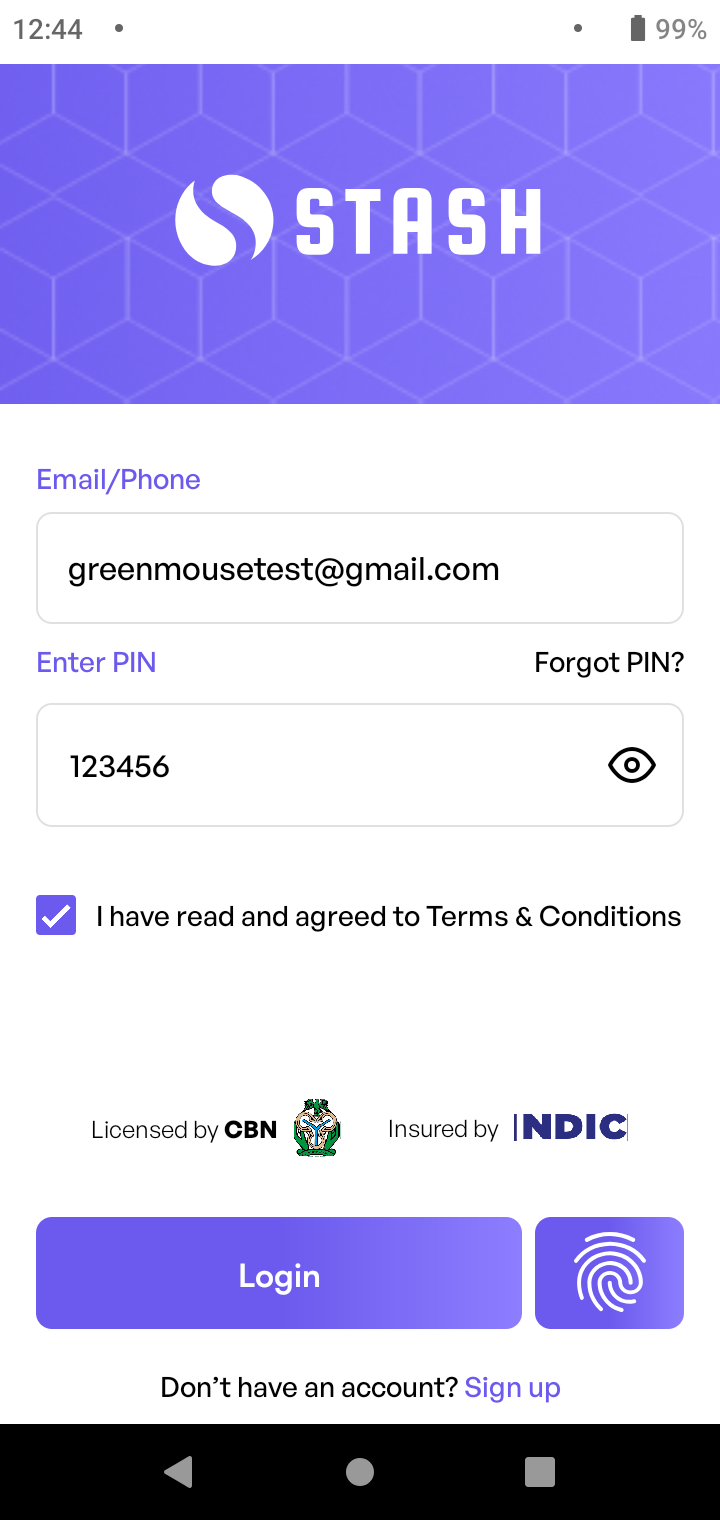 12:44
99%
STASH
Email/Phone
greenmousetest@gmail.com
Enter PIN
Forgot PIN?
123456
I have read and agreed to Terms & Conditions
Licensed by CBN
Insured by NDIC
Login
Don’t have an account? Sign up